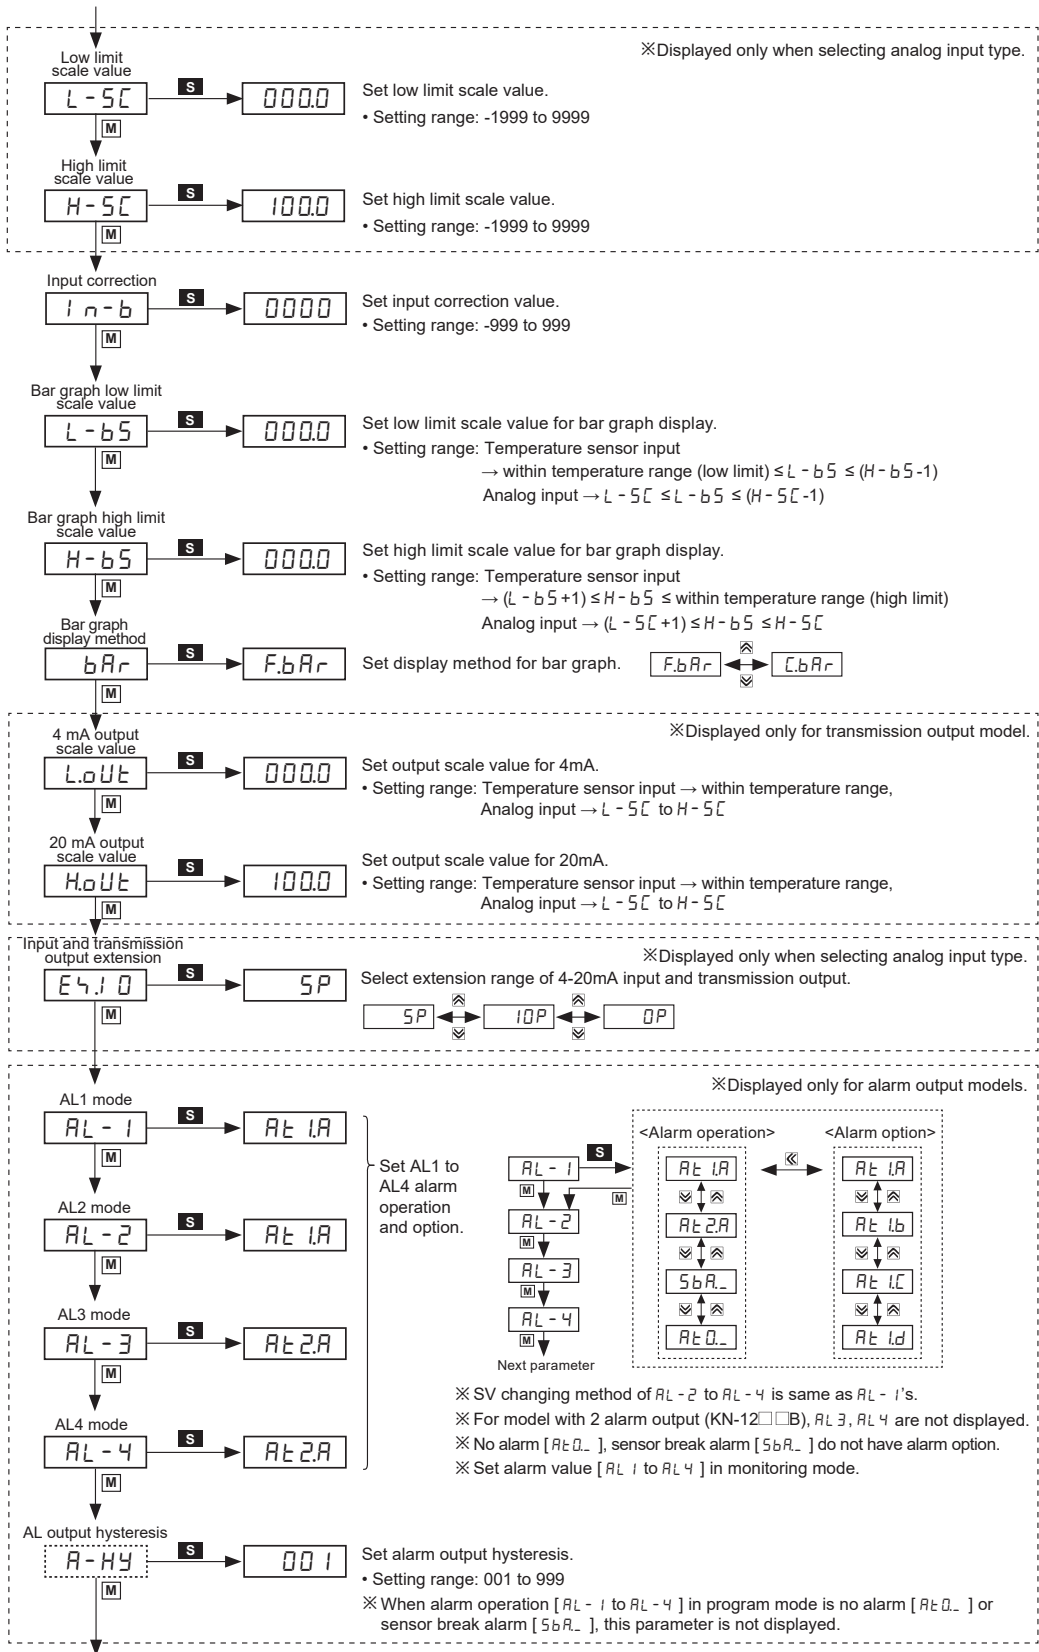 ※Displayed only when selecting analog input type.
Low limit
scale value
L-SC
S
000.0
Set low limit scale value.
• Setting range: -1999 to 9999
M
High limit
scale value
H-SC
S
100.0
Set high limit scale value.
• Setting range: -1999 to 9999
M
Input correction
In-b
S
0000
Set input correction value.
• Setting range: -999 to 999
M
Bar graph low limit
scale value
L-bS
S
000.0
Set low limit scale value for bar graph display.
• Setting range: Temperature sensor input
→ within temperature range (low limit) ≤ L-bS ≤ (H-bS-1)
Analog input → L-SC ≤ L-bS ≤ (H-SC-1)
M
Bar graph high limit
scale value
H-bS
S
000.0
Set high limit scale value for bar graph display.
• Setting range: Temperature sensor input
→ (L-bS+1) ≤ H-bS ≤ within temperature range (high limit)
Analog input → (L-SC+1) ≤ H-bS ≤ H-SC
M
Bar graph
display method
bAr
S
F.bAr
Set display method for bar graph.
F.bAr
C.bAr
M
※Displayed only for transmission output model.
4 mA output
scale value
L.oUt
S
000.0
Set output scale value for 4mA.
• Setting range: Temperature sensor input → within temperature range,
Analog input → L-SC to H-SC
M
20 mA output
scale value
H.oUt
S
100.0
Set output scale value for 20mA.
• Setting range: Temperature sensor input → within temperature range,
Analog input → L-SC to H-SC
M
※Displayed only when selecting analog input type.
Input and transmission
output extension
EX.IO
S
5P
Select extension range of 4-20mA input and transmission output.
5P
10P
0P
M
※Displayed only for alarm output models.
AL1 mode
AL-1
S
At1.A
M
AL2 mode
AL-2
S
At1.A
M
AL3 mode
AL-3
S
At2.A
M
AL4 mode
AL-4
S
At2.A
M
Set AL1 to
AL4 alarm
operation
and option.
AL-1
S
M
M
AL-2
M
AL-3
M
AL-4
M
Next parameter
<Alarm operation>
At1.A
At2.A
SbA._
At0._
<Alarm option>
At1.A
At1.b
At1.C
At1.d
※ SV changing method of AL-2 to AL-4 is same as AL-1's.
※ For model with 2 alarm output (KN-12□□B), AL3, AL4 are not displayed.
※ No alarm [ At0._ ], sensor break alarm [ SbA._ ] do not have alarm option.
※ Set alarm value [ AL1 to AL4 ] in monitoring mode.
AL output hysteresis
A-HY
S
001
Set alarm output hysteresis.
• Setting range: 001 to 999
※ When alarm operation [ AL-1 to AL-4 ] in program mode is no alarm [ At0._ ] or
sensor break alarm [ SbA._ ], this parameter is not displayed.
M